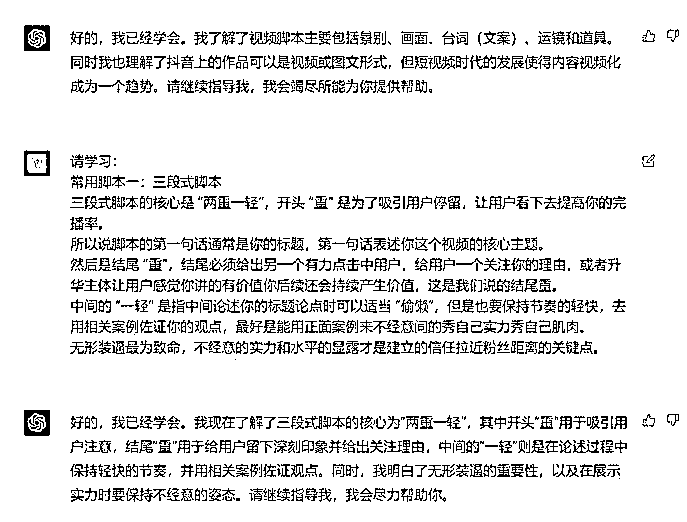 好的，我已经学会。我了解了视频脚本主要包括景别、画面、台词（文案）、运镜和道具。
同时我也理解了抖音上的作品可以是视频或图文形式，但短视频时代的发展使得内容视频化
成为一个趋势。请继续指导我，我会竭尽所能为你提供帮助。
请学习：
常用脚本一：三段式脚本
三段式脚本的核心是“两重一轻”，开头“重”是为了吸引用户停留，让用户看下去提高你的完
播率。
所以说脚本的第一句话通常是你的标题，第一句话表述你这个视频的核心主题。
然后是结尾“重”，结尾必须给出另一个有力点击中用户，给用户一个关注你的理由，或者升
华主体让用户感觉你讲的有价值你后续还会持续产生价值，这是我们说的结尾重。
中间的“一轻”是指中间论述你的标题论点时可以适当“偷懒”，但是也要保持节奏的轻快，去
用相关案例佐证你的观点，最好是能用正面案例来不经意间的秀自己实力秀自己肌肉。
无形装逼最为致命，不经意的实力和水平的显露才是建立的信任拉近粉丝距离的关键点。
好的，我已经学会。我现在了解了三段式脚本的核心为“两重一轻”，其中开头“重”用于吸引用
户注意，结尾“重”用于给用户留下深刻印象并给出关注理由，中间的“一轻”则是在论述过程中
保持轻快的节奏，并用相关案例佐证观点。同时，我明白了无形装逼的重要性，以及在展示
实力时要保持不经意的姿态。请继续指导我，我会尽力帮助你。